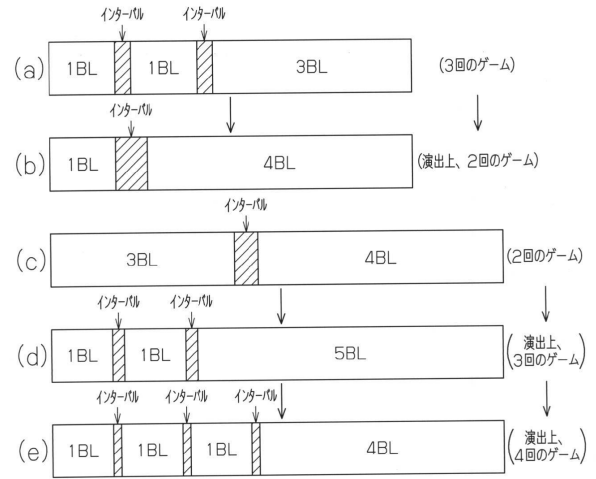 インターバル インターバル
(a) 1BL 1BL 3BL (3回のゲーム)
インターバル
(b) 1BL 4BL (演出上、2回のゲーム)
インターバル
(c) 3BL 4BL (2回のゲーム)
インターバル インターバル
(d) 1BL 1BL 5BL (演出上、
3回のゲーム)
インターバル インターバル インターバル
(e) 1BL 1BL 1BL 4BL (演出上、
4回のゲーム)